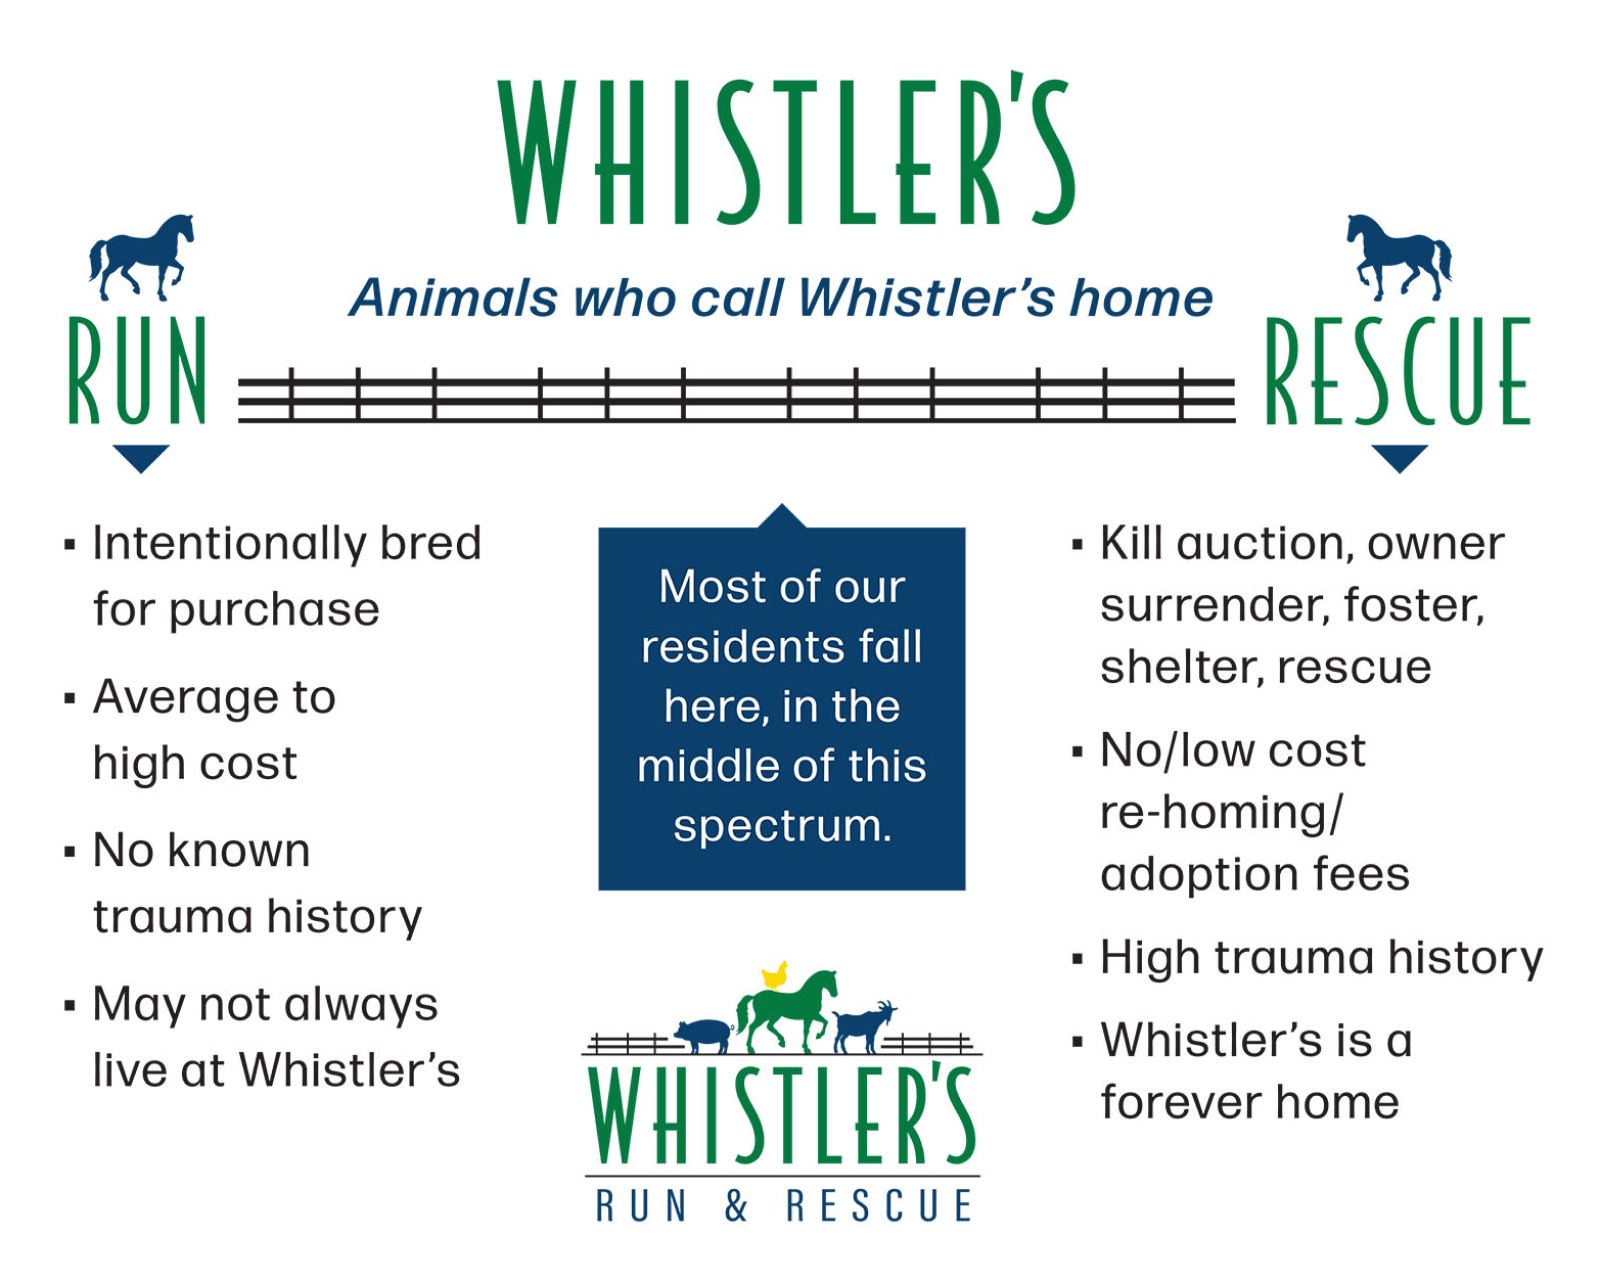 WHISTLER'S
Animals who call Whistler's home
RUN
RESCUE
▪ Intentionally bred
for purchase
▪ Average to
high cost
▪ No known
trauma history
▪ May not always
live at Whistler's
Most of our
residents fall
here, in the
middle of this
spectrum.
▪ Kill auction, owner
surrender, foster,
shelter, rescue
▪ No/low cost
re-homing/
adoption fees
▪ High trauma history
▪ Whistler's is a
forever home
WHISTLER'S
RUN & RESCUE